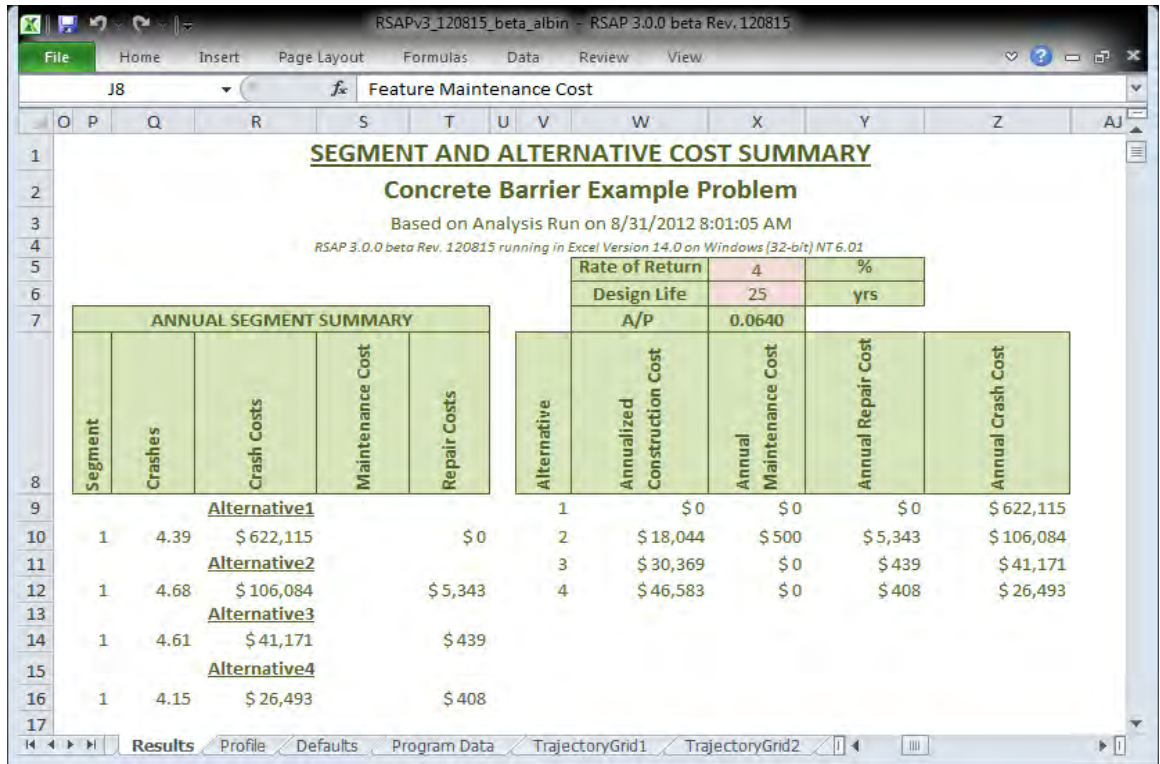 RSAPv3_120815_beta_albin - RSAP 3.0.0 beta Rev. 120815
File Home Insert Page Layout Formulas Data Review View
J8 fx Feature Maintenance Cost
O P Q R S T U V W X Y Z AJ
1 SEGMENT AND ALTERNATIVE COST SUMMARY
2 Concrete Barrier Example Problem
3 Based on Analysis Run on 8/31/2012 8:01:05 AM
4 RSAP 3.0.0 beta Rev. 120815 running in Excel Version 14.0 on Windows (32-bit) NT 6.01
5 Rate of Return 4 %
6 Design Life 25 yrs
7 ANNUAL SEGMENT SUMMARY A/P 0.0640
8 Segment Crashes Crash Costs Maintenance Cost Repair Costs Alternative Annualized Construction Cost Annual Maintenance Cost Annual Repair Cost Annual Crash Cost
9 Alternative1 1 $0 $0 $0 $622,115
10 1 4.39 $622,115 $0 2 $18,044 $500 $5,343 $106,084
11 Alternative2 3 $30,369 $0 $439 $41,171
12 1 4.68 $106,084 $5,343 4 $46,583 $0 $408 $26,493
13 Alternative3
14 1 4.61 $41,171 $439
15 Alternative4
16 1 4.15 $26,493 $408
17
Results Profile Defaults Program Data TrajectoryGrid1 TrajectoryGrid2